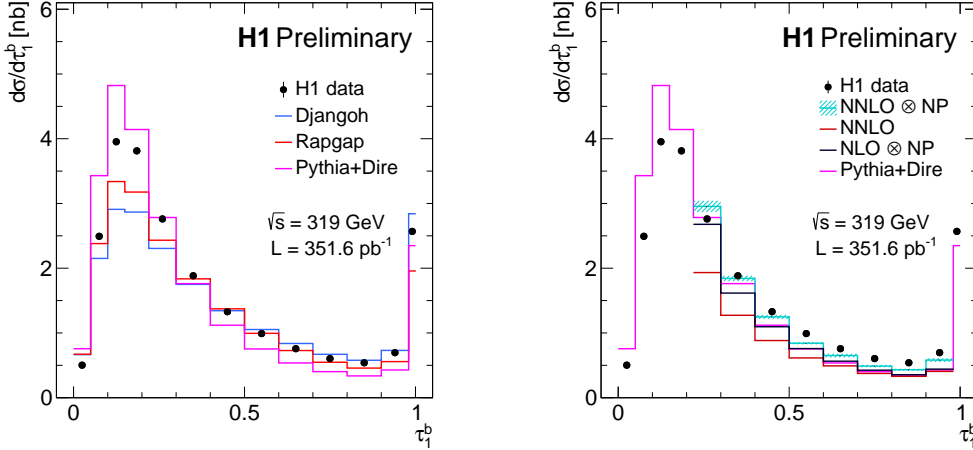 dσ/dτ₁ᵇ [nb]
6
4
2
0
H1 Preliminary
H1 data
Djangoh
Rapgap
Pythia+Dire
√s = 319 GeV
L = 351.6 pb⁻¹
0
0.5
1
τ₁ᵇ
dσ/dτ₁ᵇ [nb]
6
4
2
0
H1 Preliminary
H1 data
NNLO ⊗ NP
NNLO
NLO ⊗ NP
Pythia+Dire
√s = 319 GeV
L = 351.6 pb⁻¹
0
0.5
1
τ₁ᵇ